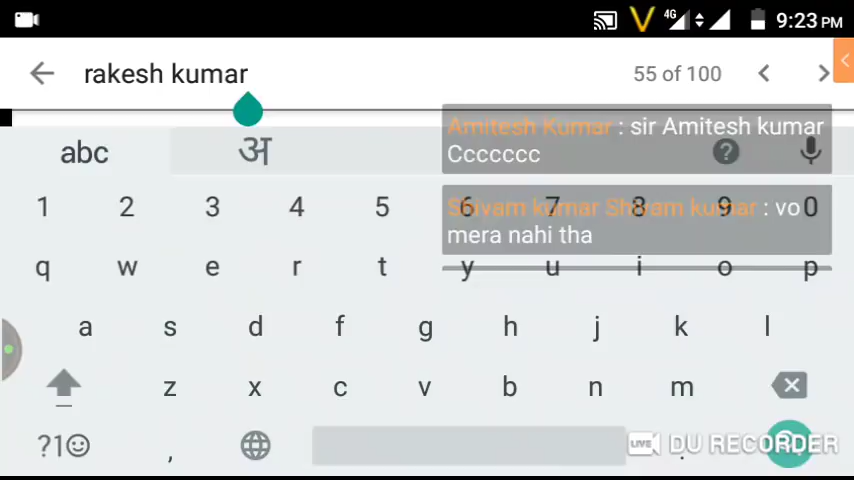 4G 9:23 PM
rakesh kumar 55 of 100
Amitesh Kumar : sir Amitesh kumar
Ccccccc
abc अ
Shivam kumar Shivam kumar : vo
mera nahi tha
1 2 3 4 5 6 7 8 9 0
q w e r t y u i o p
a s d f g h j k l
z x c v b n m
?1 , .
LIVE DU RECORDER